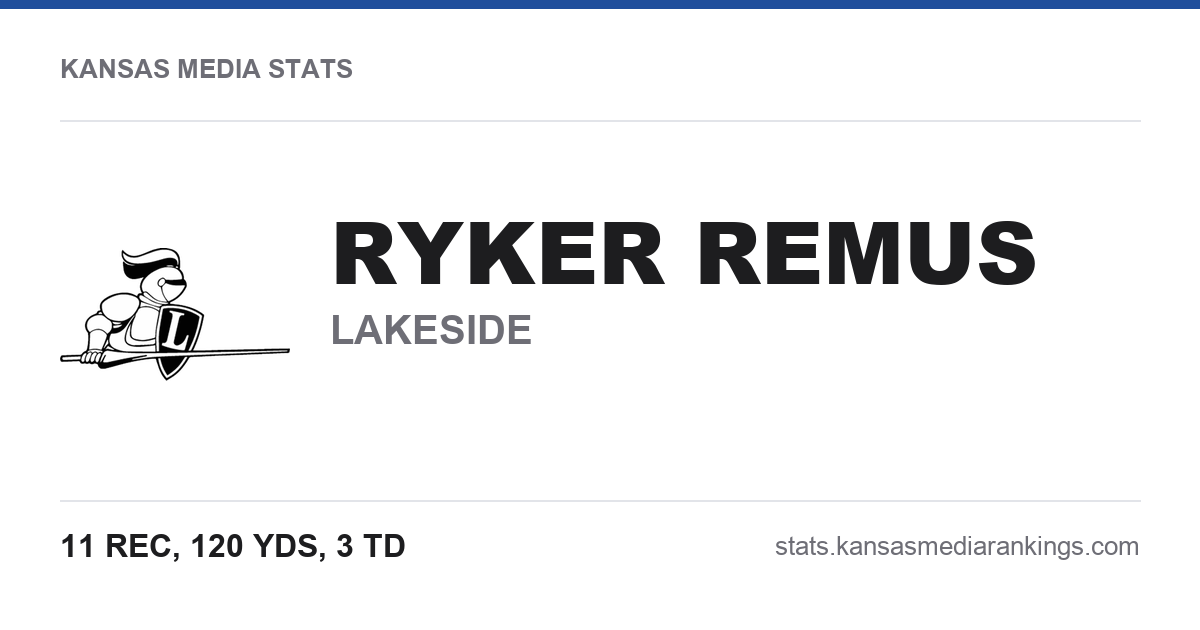 KANSAS MEDIA STATS
RYKER REMUS
LAKESIDE
L
11 REC, 120 YDS, 3 TD
stats.kansasmediarankings.com